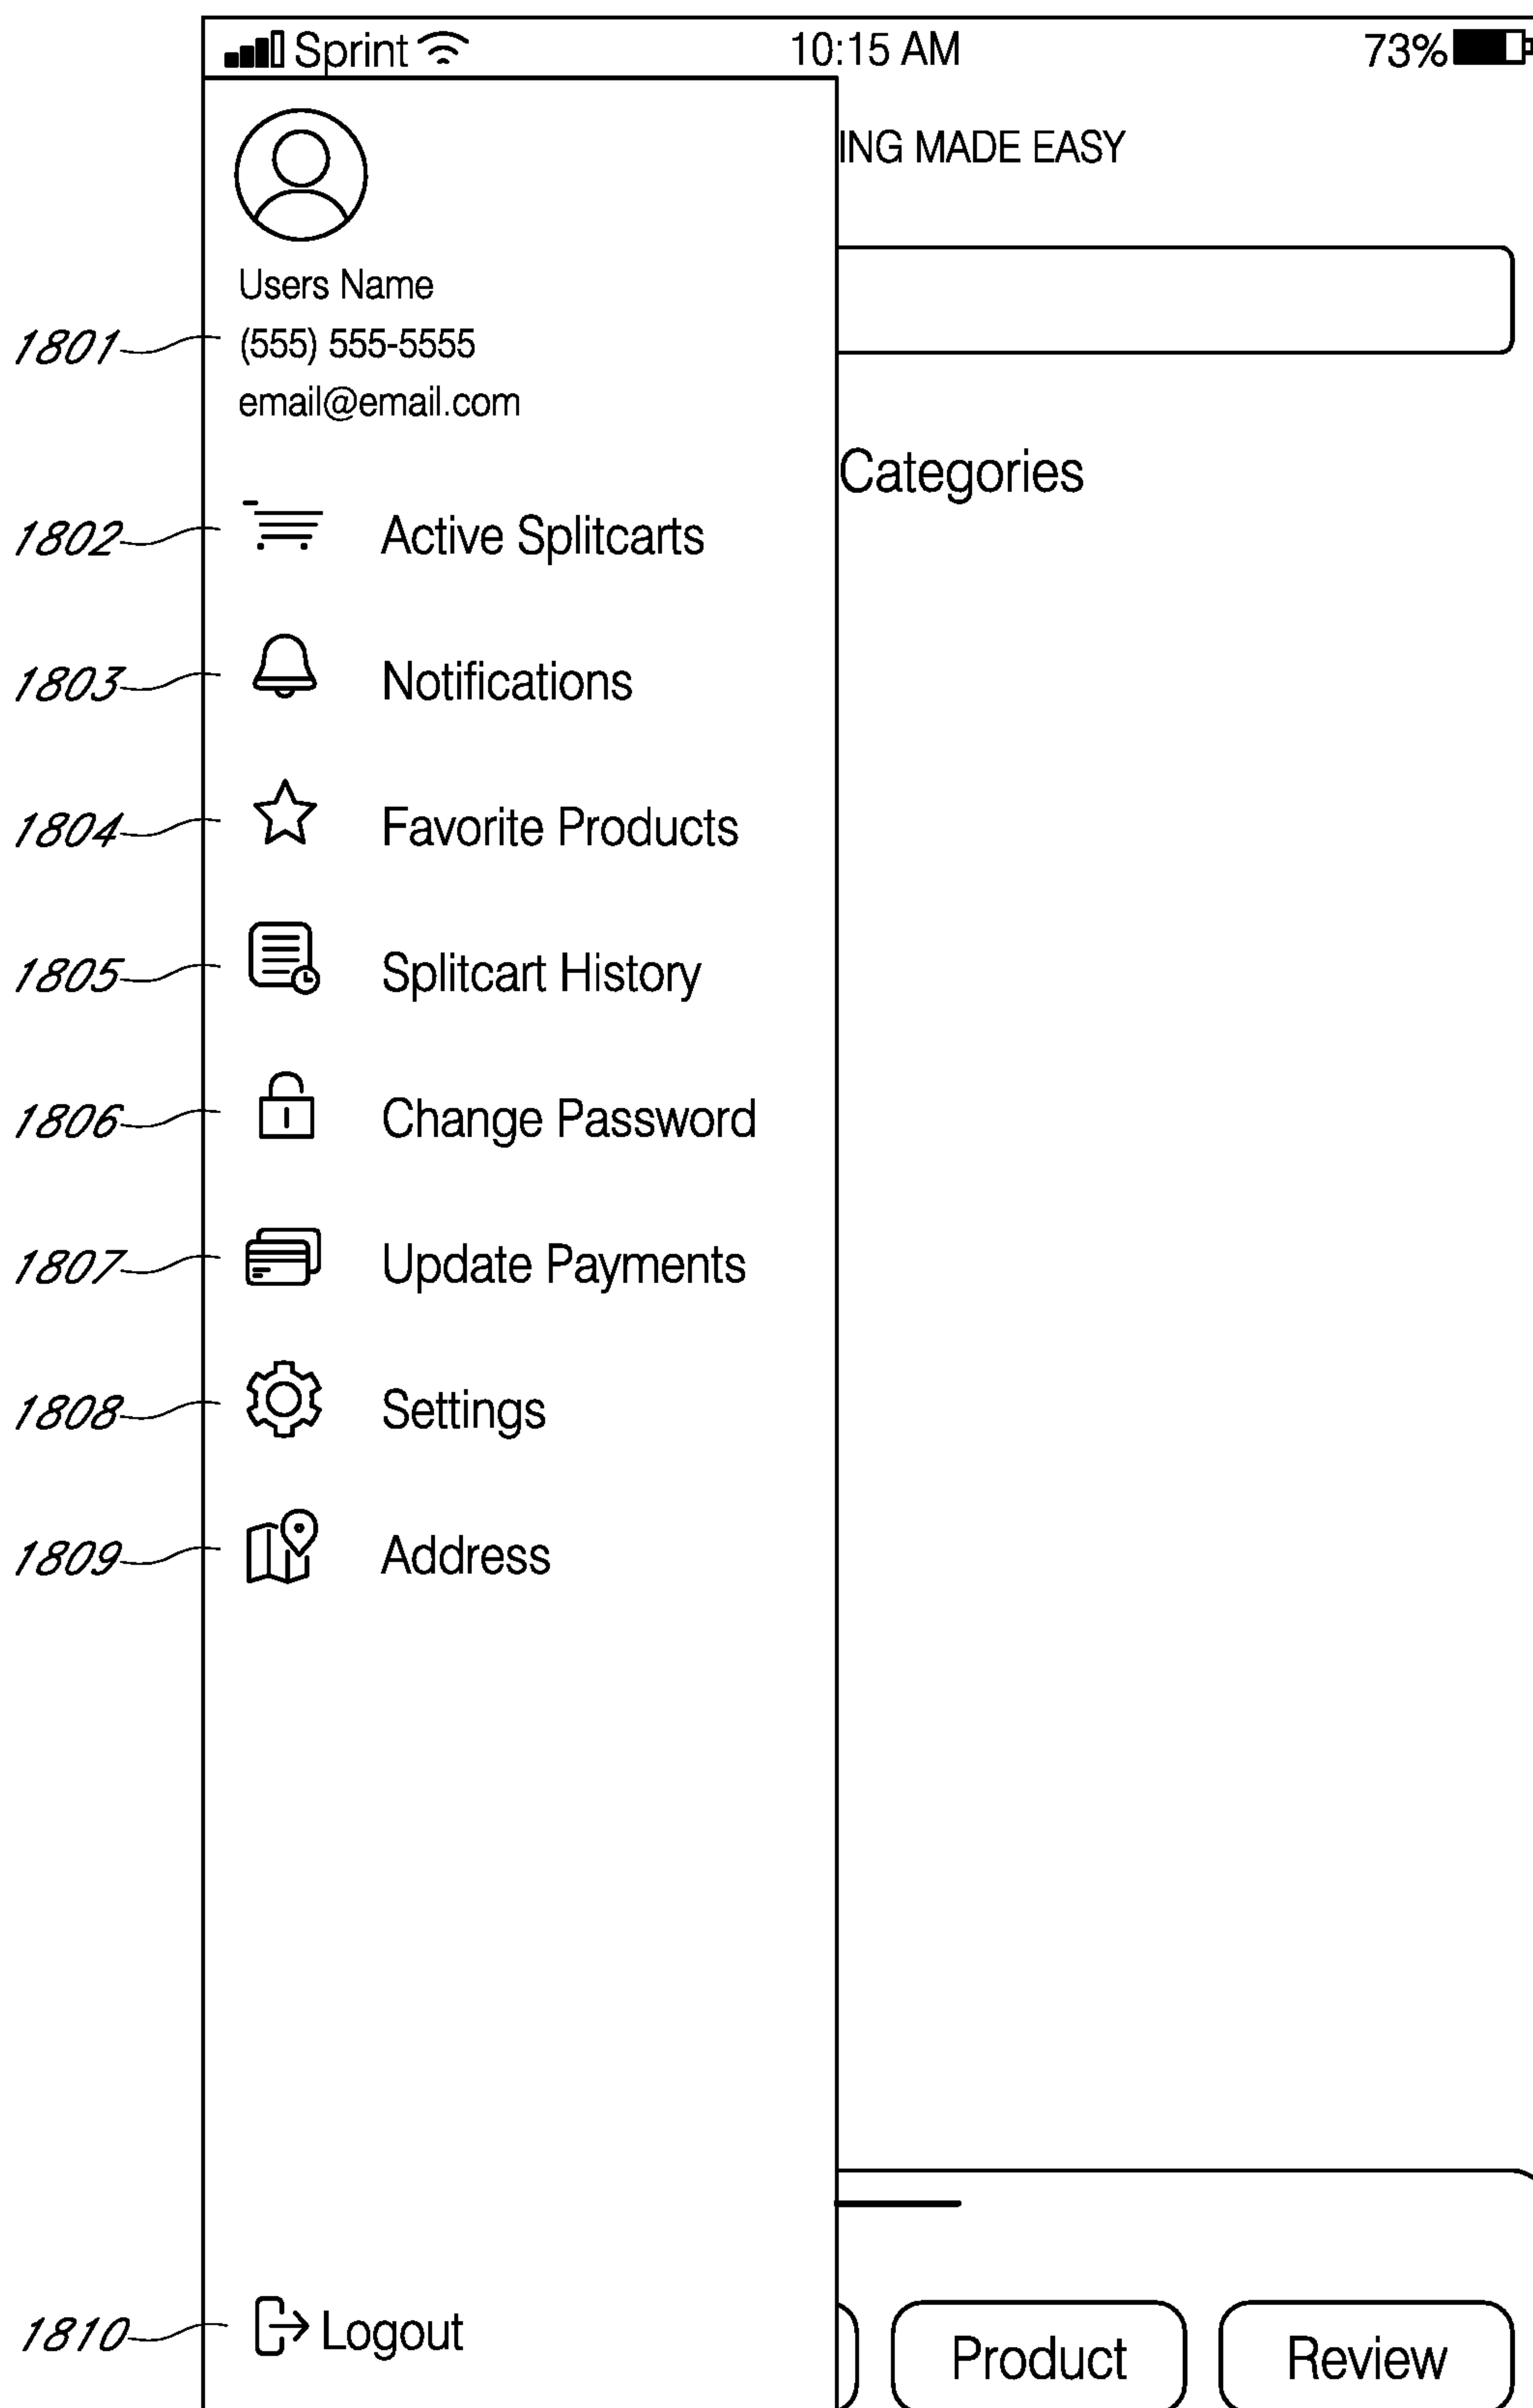 Sprint 10:15 AM 73%
ING MADE EASY
Users Name
1801 (555) 555-5555
email@email.com
Categories
1802 Active Splitcarts
1803 Notifications
1804 Favorite Products
1805 Splitcart History
1806 Change Password
1807 Update Payments
1808 Settings
1809 Address
1810 Logout
Product Review